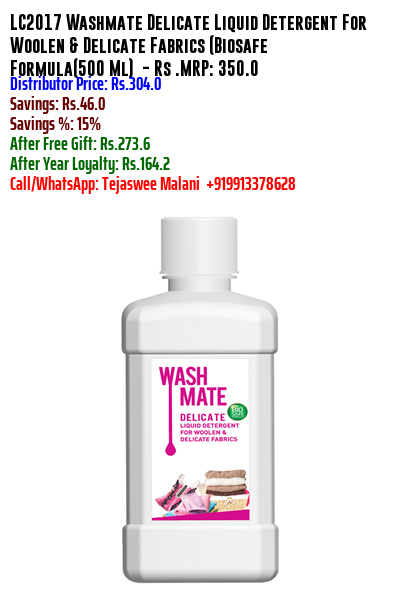 LC2017 Washmate Delicate Liquid Detergent For
Woolen & Delicate Fabrics (Biosafe
Formula(500 Ml)  - Rs .MRP: 350.0
Distributor Price: Rs.304.0
Savings: Rs.46.0
Savings %: 15%
After Free Gift: Rs.273.6
After Year Loyalty: Rs.164.2
Call/WhatsApp: Tejaswee Malani  +919913378628
WASH
MATE
DELICATE
LIQUID DETERGENT
FOR WOOLEN &
DELICATE FABRICS
Bio
SAFE